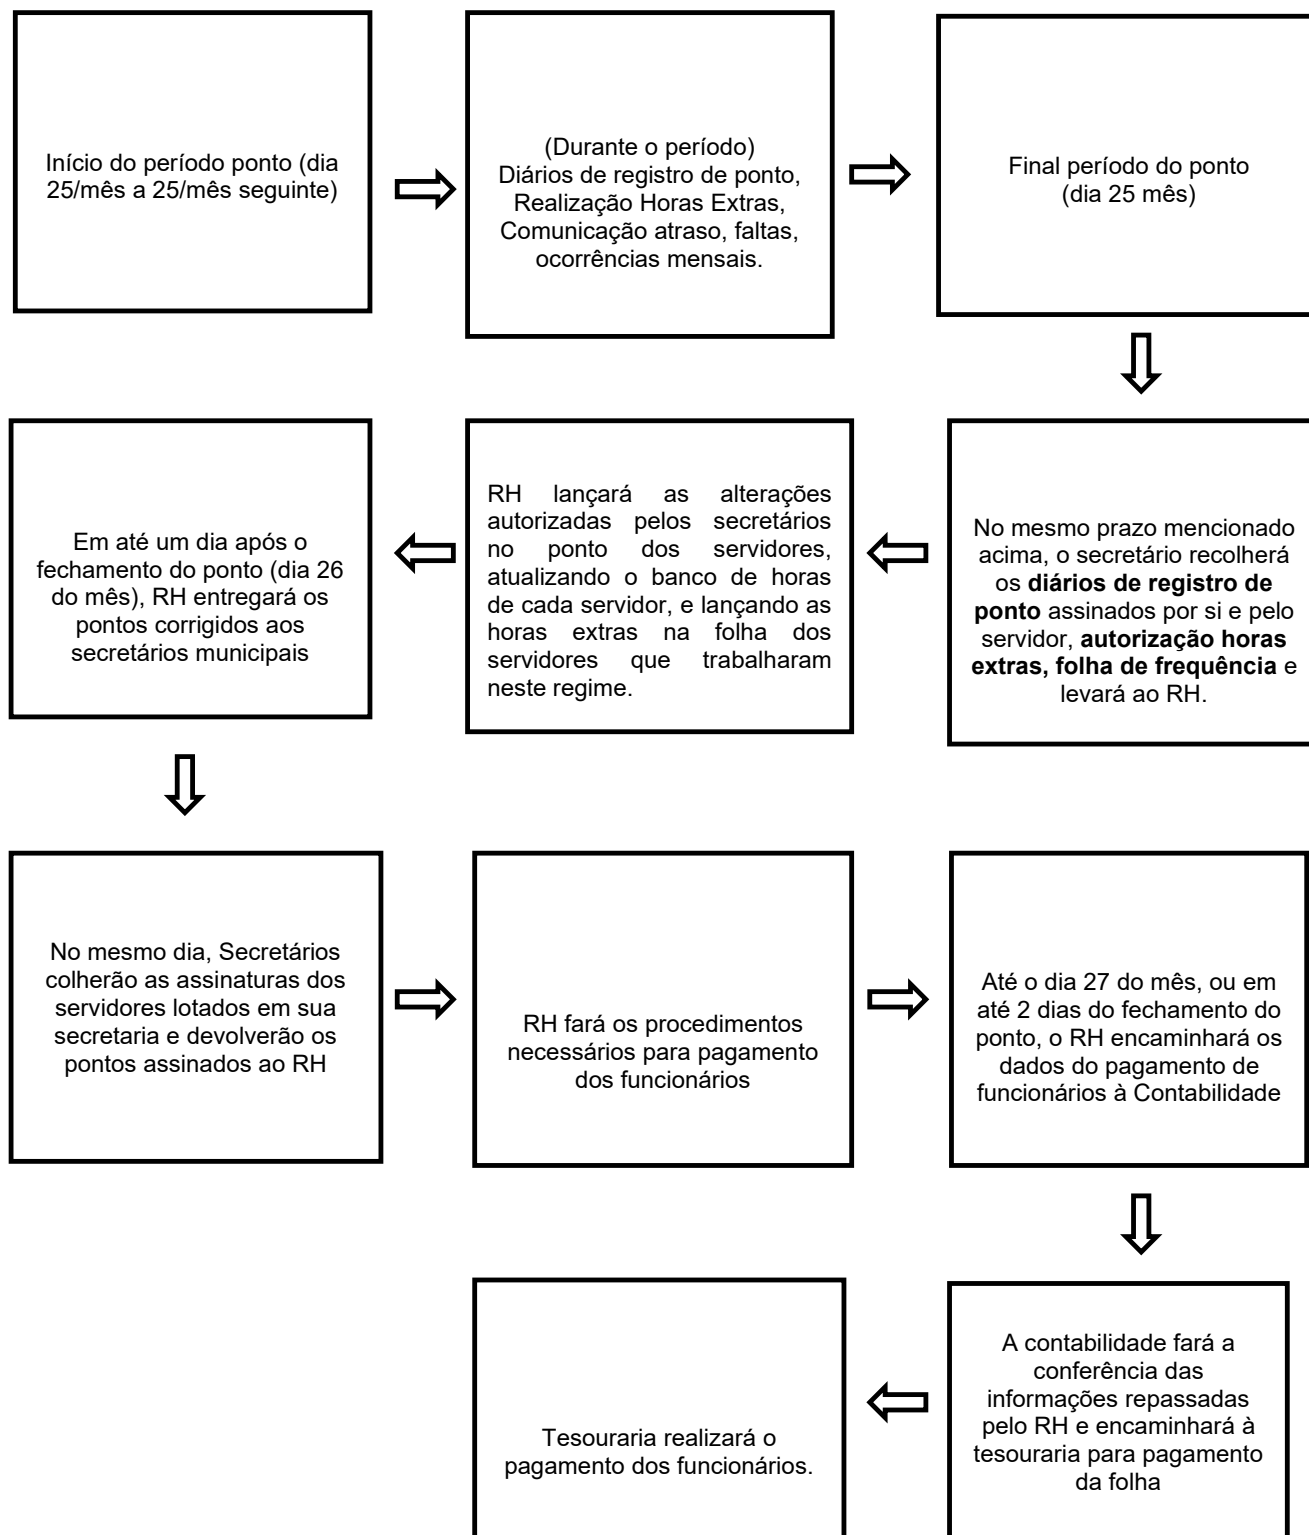 Início do período ponto (dia
25/mês a 25/mês seguinte)
(Durante o período)
Diários de registro de ponto,
Realização Horas Extras,
Comunicação atraso, faltas,
ocorrências mensais.
Final período do ponto
(dia 25 mês)
No mesmo prazo mencionado
acima, o secretário recolherá
os diários de registro de
ponto assinados por si e pelo
servidor, autorização horas
extras, folha de frequência e
levará ao RH.
RH lançará as alterações
autorizadas pelos secretários
no ponto dos servidores,
atualizando o banco de horas
de cada servidor, e lançando as
horas extras na folha dos
servidores que trabalharam
neste regime.
Em até um dia após o
fechamento do ponto (dia 26
do mês), RH entregará os
pontos corrigidos aos
secretários municipais
No mesmo dia, Secretários
colherão as assinaturas dos
servidores lotados em sua
secretaria e devolverão os
pontos assinados ao RH
RH fará os procedimentos
necessários para pagamento
dos funcionários
Até o dia 27 do mês, ou em
até 2 dias do fechamento do
ponto, o RH encaminhará os
dados do pagamento de
funcionários à Contabilidade
A contabilidade fará a
conferência das
informações repassadas
pelo RH e encaminhará à
tesouraria para pagamento
da folha
Tesouraria realizará o
pagamento dos funcionários.